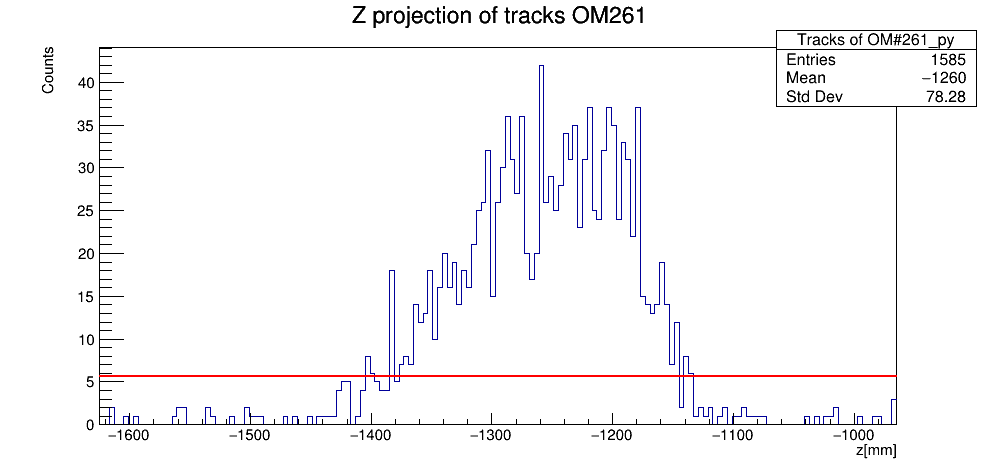 Z projection of tracks OM261
Tracks of OM#261_py
Entries 1585
Mean −1260
Std Dev 78.28
Counts
40
35
30
25
20
15
10
5
0
−1600 −1500 −1400 −1300 −1200 −1100 −1000
z[mm]